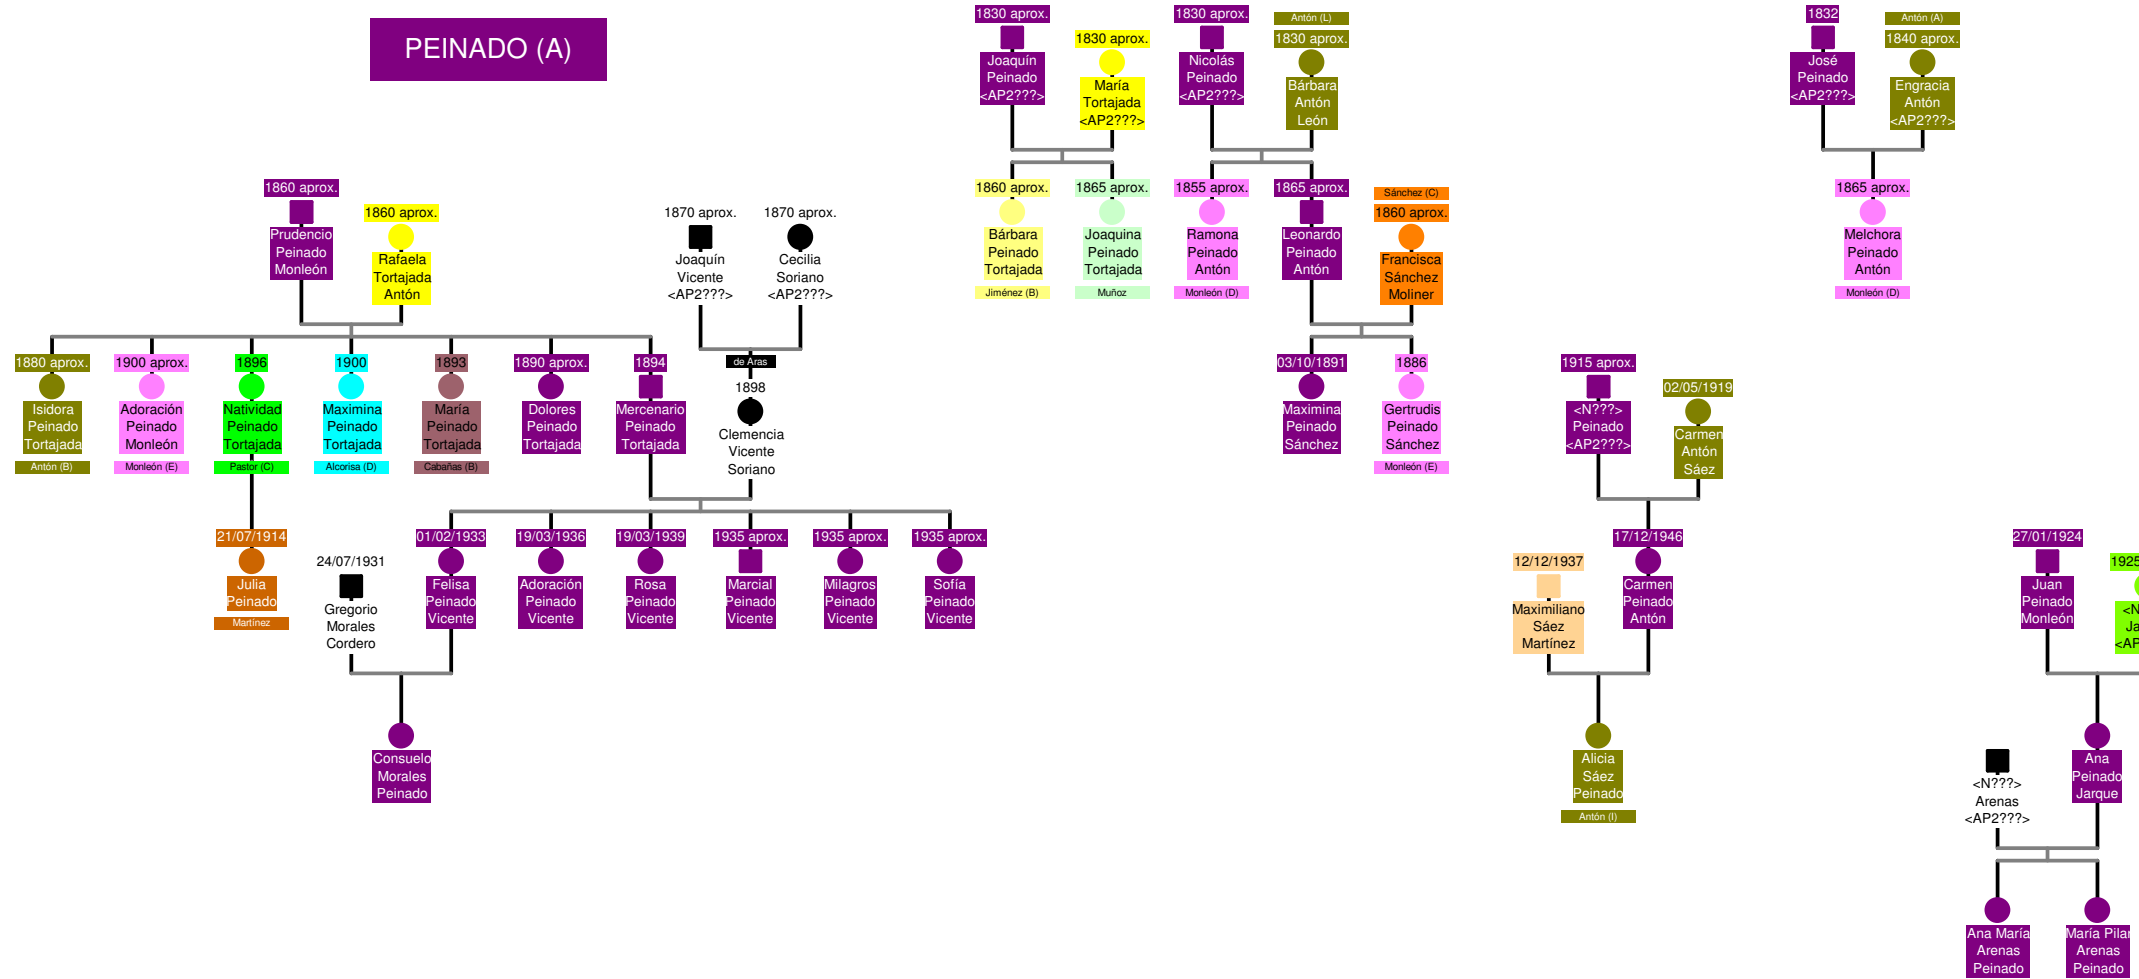 PEINADO (A)
1830 aprox.
Joaquín
Peinado
<AP2???>
1830 aprox.
María
Tortajada
<AP2???>
1830 aprox.
Nicolás
Peinado
<AP2???>
Antón (L)
1830 aprox.
Bárbara
Antón
León
1832
José
Peinado
<AP2???>
Antón (A)
1840 aprox.
Engracia
Antón
<AP2???>
1860 aprox.
Prudencio
Peinado
Monleón
1860 aprox.
Rafaela
Tortajada
Antón
1870 aprox.
Joaquín
Vicente
<AP2???>
1870 aprox.
Cecilia
Soriano
<AP2???>
1860 aprox.
Bárbara
Peinado
Tortajada
Jiménez (B)
1865 aprox.
Joaquina
Peinado
Tortajada
Muñoz
1855 aprox.
Ramona
Peinado
Antón
Monleón (D)
1865 aprox.
Leonardo
Peinado
Antón
Sánchez (C)
1860 aprox.
Francisca
Sánchez
Moliner
1865 aprox.
Melchora
Peinado
Antón
Monleón (D)
1880 aprox.
Isidora
Peinado
Tortajada
Antón (B)
1900 aprox.
Adoración
Peinado
Monleón
Monleón (E)
1896
Natividad
Peinado
Tortajada
Pastor (C)
1900
Maximina
Peinado
Tortajada
Alcorisa (D)
1893
María
Peinado
Tortajada
Cabañas (B)
1890 aprox.
Dolores
Peinado
Tortajada
1894
Mercenario
Peinado
Tortajada
de Aras
1898
Clemencia
Vicente
Soriano
03/10/1891
Maximina
Peinado
Sánchez
1886
Gertrudis
Peinado
Sánchez
Monleón (E)
1915 aprox.
<N???>
Peinado
<AP2???>
02/05/1919
Carmen
Antón
Sáez
21/07/1914
Julia
Peinado
Martínez
24/07/1931
Gregorio
Morales
Cordero
01/02/1933
Felisa
Peinado
Vicente
19/03/1936
Adoración
Peinado
Vicente
19/03/1939
Rosa
Peinado
Vicente
1935 aprox.
Marcial
Peinado
Vicente
1935 aprox.
Milagros
Peinado
Vicente
1935 aprox.
Sofía
Peinado
Vicente
12/12/1937
Maximiliano
Sáez
Martínez
17/12/1946
Carmen
Peinado
Antón
27/01/1924
Juan
Peinado
Monleón
1925
<N
Ja
<AP
Consuelo
Morales
Peinado
Alicia
Sáez
Peinado
Antón (I)
<N???>
Arenas
<AP2???>
Ana
Peinado
Jarque
Ana María
Arenas
Peinado
María Pilar
Arenas
Peinado